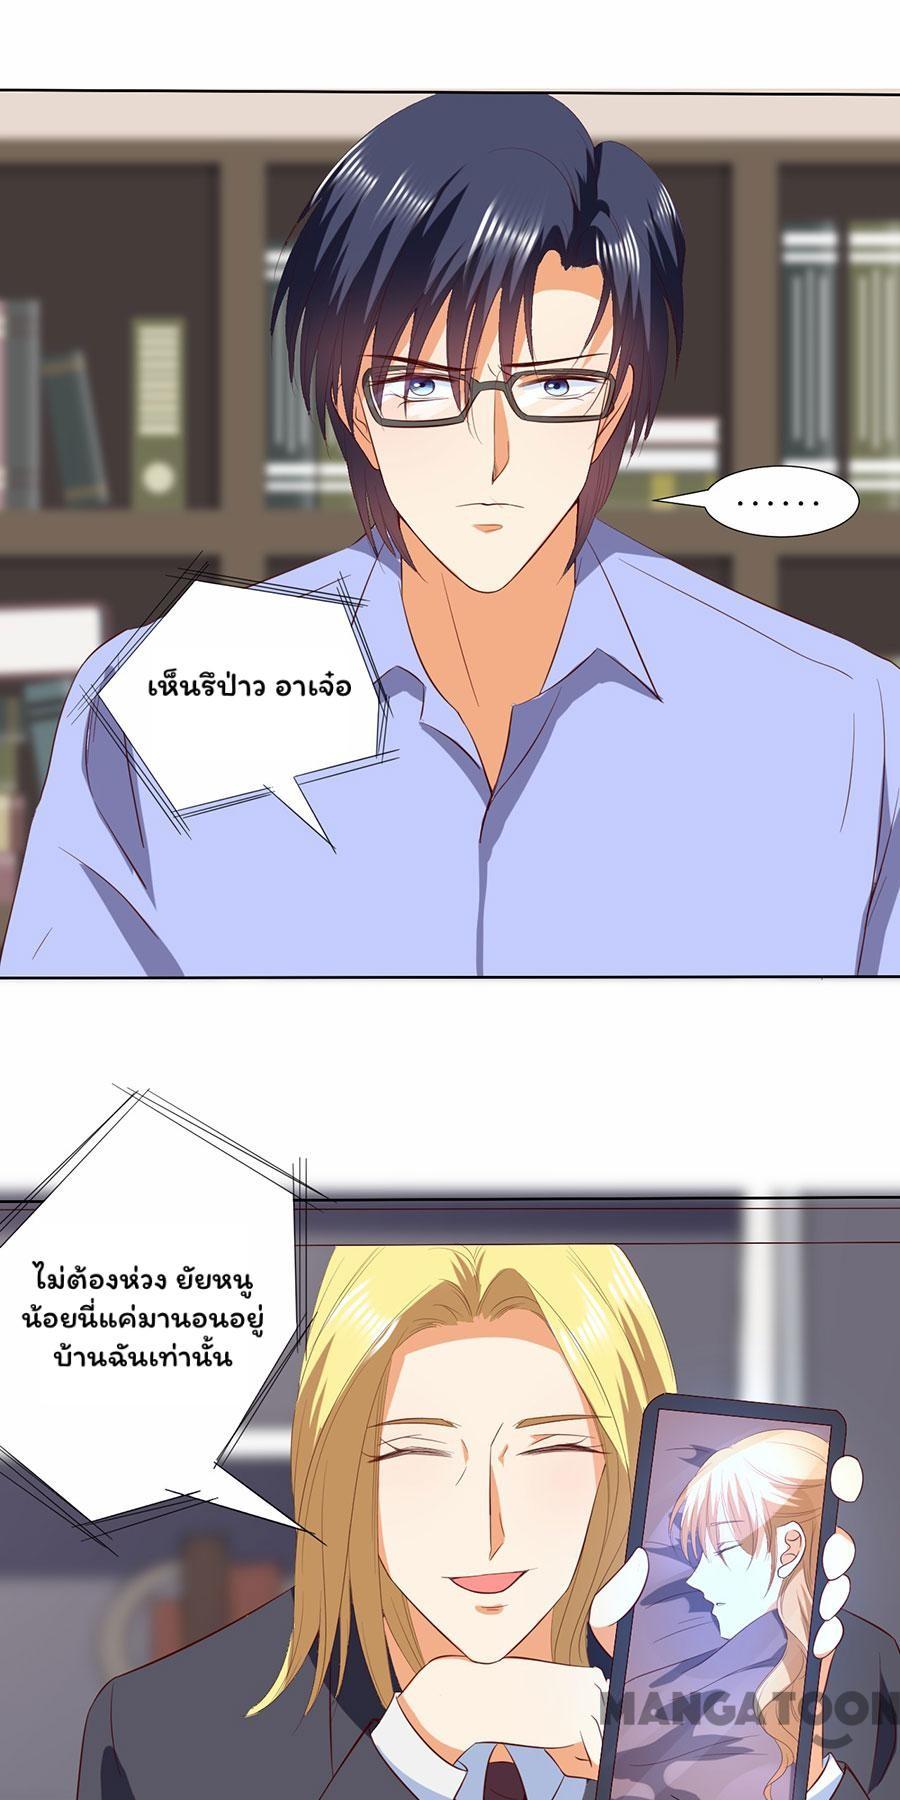 ......
เห็นรึป่าว อาเจ๋อ
ไม่ต้องห่วง ยัยหนู
น้อยนี่แค่มานอนอยู่
บ้านฉันเท่านั้น
MANGATOON